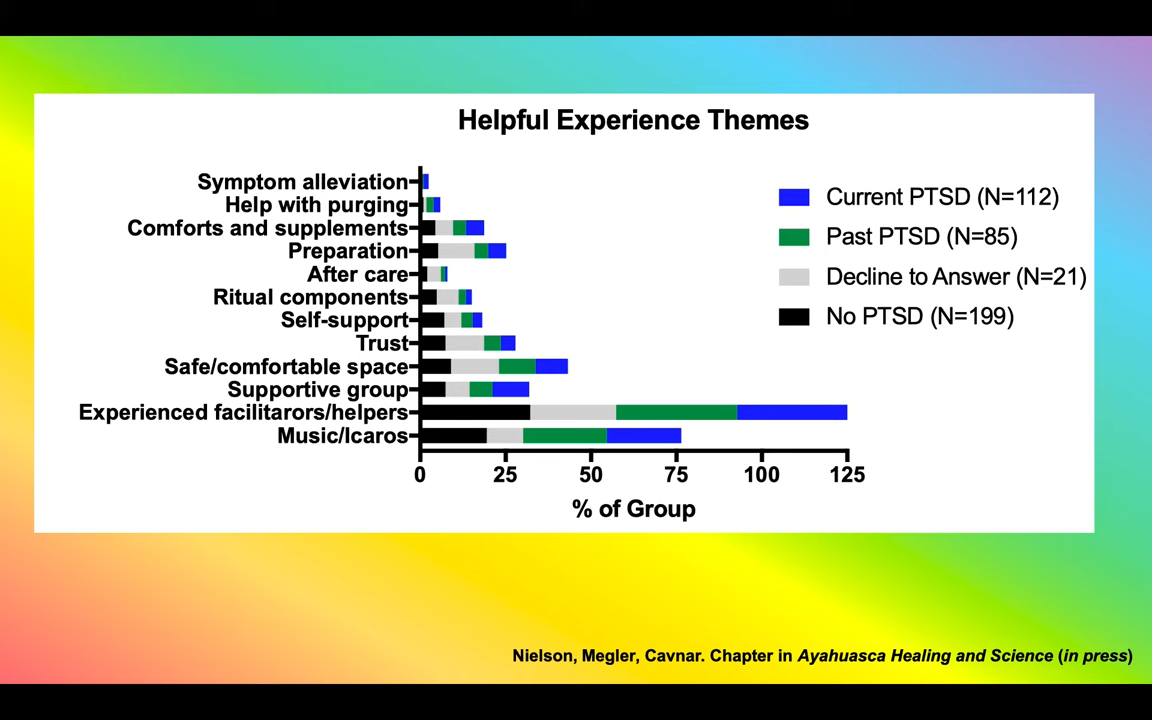 Helpful Experience Themes
Symptom alleviation
Help with purging
Comforts and supplements
Preparation
After care
Ritual components
Self-support
Trust
Safe/comfortable space
Supportive group
Experienced facilitarors/helpers
Music/Icaros
0 25 50 75 100 125
% of Group
Current PTSD (N=112)
Past PTSD (N=85)
Decline to Answer (N=21)
No PTSD (N=199)
Nielson, Megler, Cavnar. Chapter in Ayahuasca Healing and Science (in press)